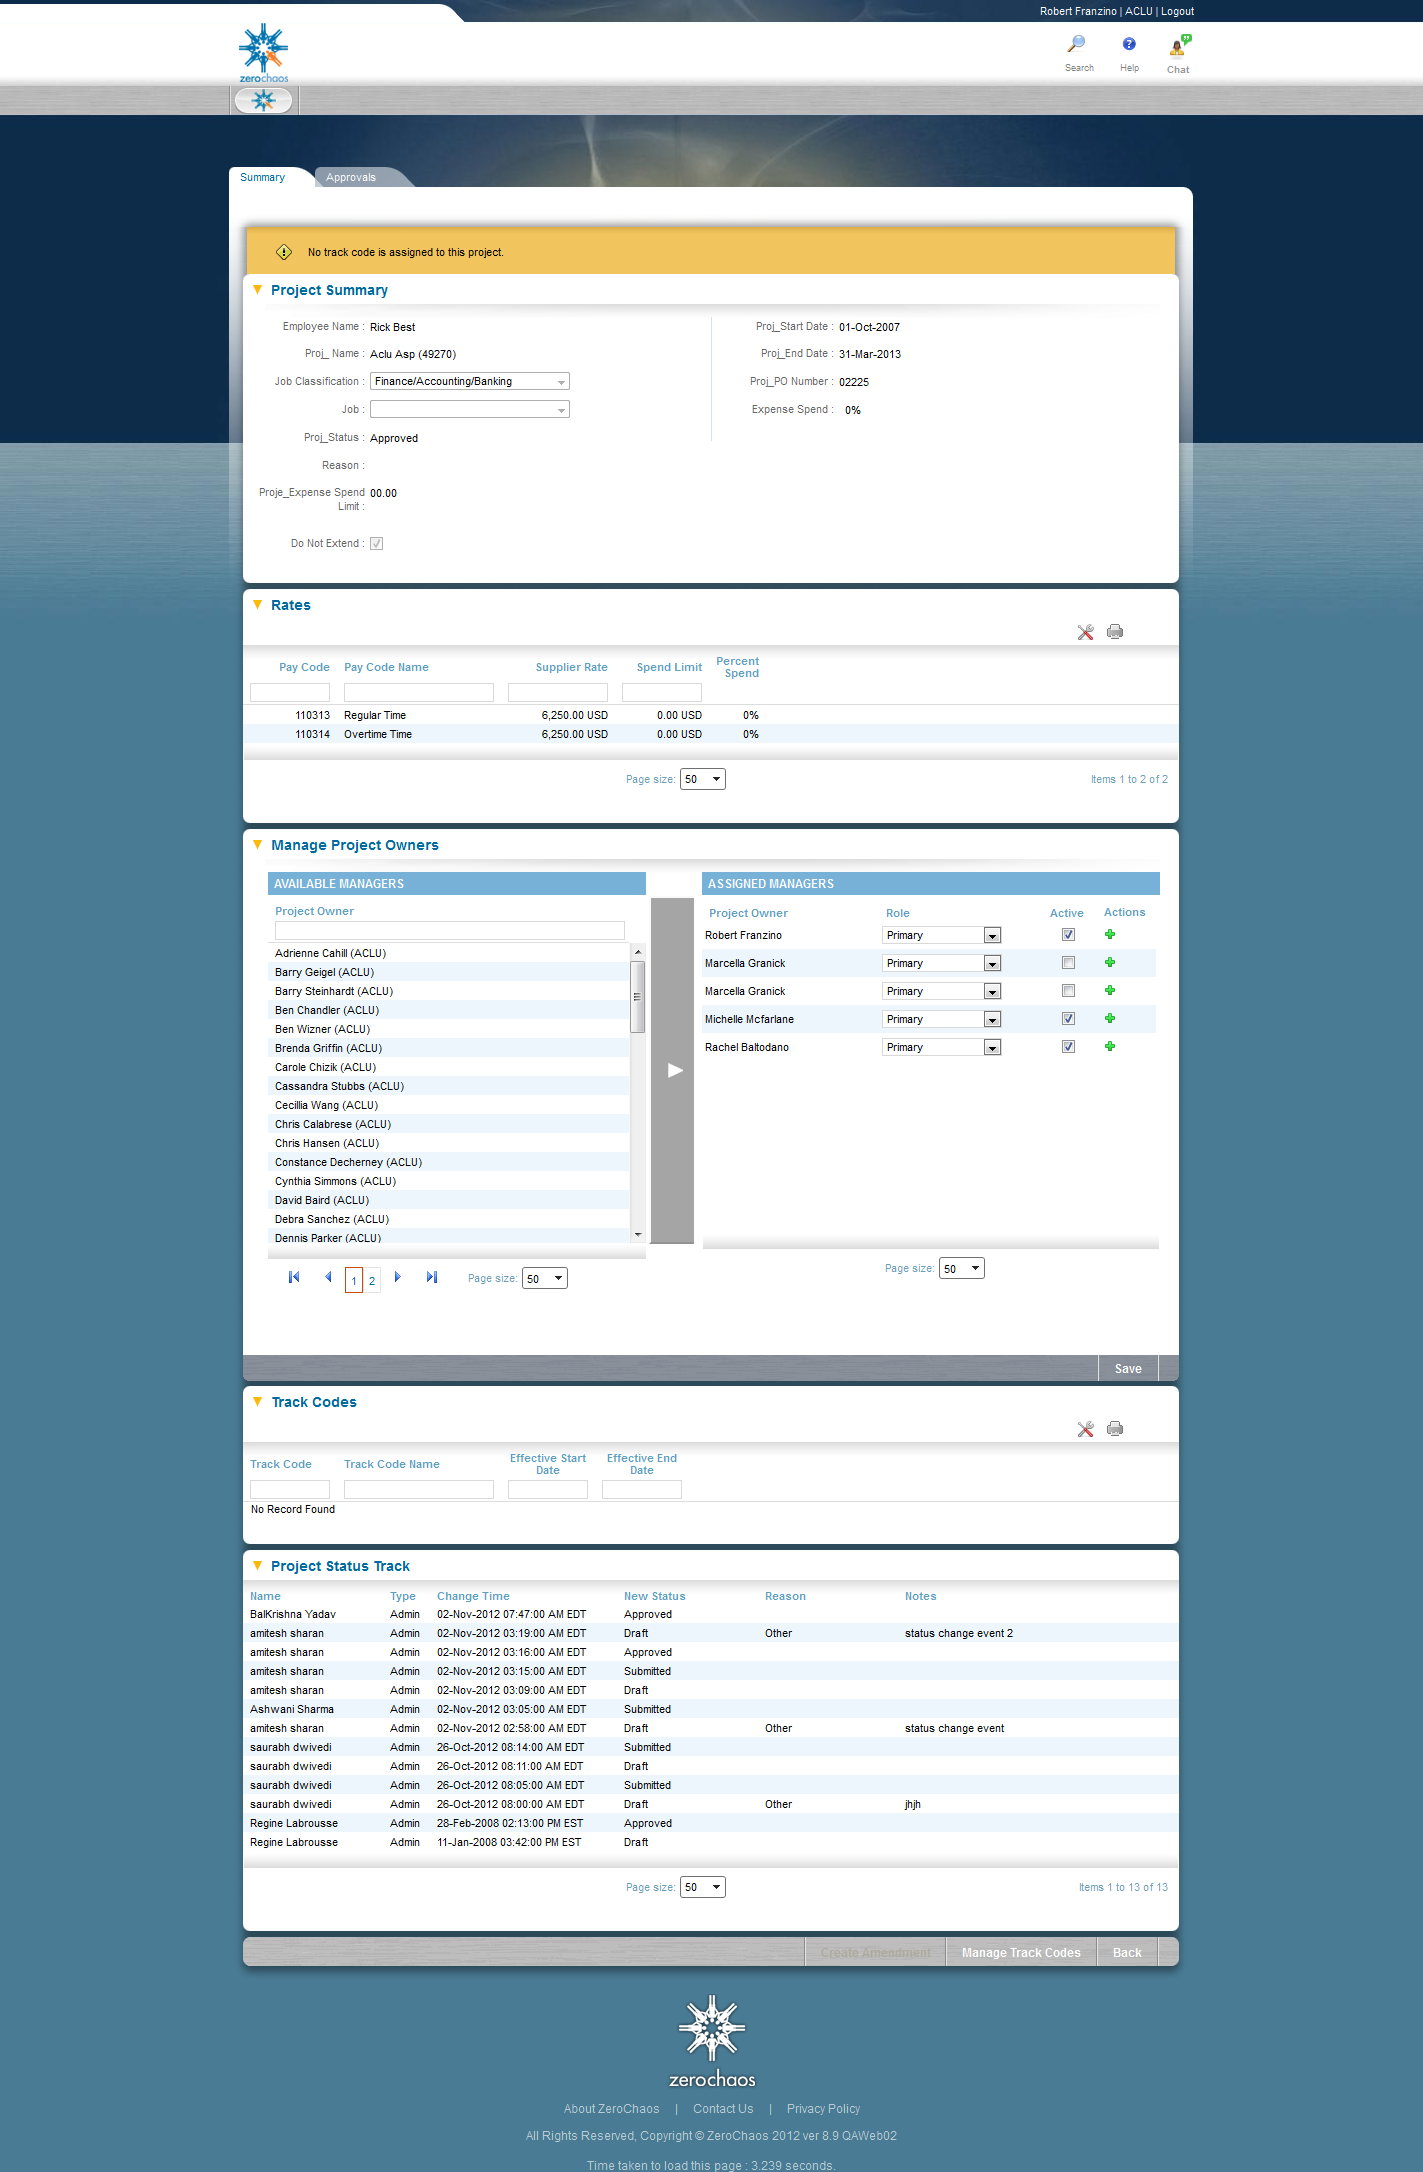 Robert Franzino | ACLU | Logout
zerochaos
Search Help Chat
Summary Approvals
No track code is assigned to this project.
Project Summary
Employee Name : Rick Best
Proj_Start Date : 01-Oct-2007
Proj_ Name : Aclu Asp (49270)
Proj_End Date : 31-Mar-2013
Job Classification : Finance/Accounting/Banking
Proj_PO Number : 02225
Job :
Expense Spend : 0%
Proj_Status : Approved
Reason :
Proje_Expense Spend 00.00
Limit :
Do Not Extend :
Rates
Pay Code Pay Code Name Supplier Rate Spend Limit Percent
Spend
110313 Regular Time 6,250.00 USD 0.00 USD 0%
110314 Overtime Time 6,250.00 USD 0.00 USD 0%
Page size: 50 Items 1 to 2 of 2
Manage Project Owners
AVAILABLE MANAGERS
Project Owner
Adrienne Cahill (ACLU)
Barry Geigel (ACLU)
Barry Steinhardt (ACLU)
Ben Chandler (ACLU)
Ben Wizner (ACLU)
Brenda Griffin (ACLU)
Carole Chizik (ACLU)
Cassandra Stubbs (ACLU)
Cecillia Wang (ACLU)
Chris Calabrese (ACLU)
Chris Hansen (ACLU)
Constance Decherney (ACLU)
Cynthia Simmons (ACLU)
David Baird (ACLU)
Debra Sanchez (ACLU)
Dennis Parker (ACLU)
1 2 Page size: 50
ASSIGNED MANAGERS
Project Owner Role Active Actions
Robert Franzino Primary
Marcella Granick Primary
Marcella Granick Primary
Michelle Mcfarlane Primary
Rachel Baltodano Primary
Page size: 50
Save
Track Codes
Track Code Track Code Name Effective Start Effective End
Date Date
No Record Found
Project Status Track
Name Type Change Time New Status Reason Notes
BalKrishna Yadav Admin 02-Nov-2012 07:47:00 AM EDT Approved
amitesh sharan Admin 02-Nov-2012 03:19:00 AM EDT Draft Other status change event 2
amitesh sharan Admin 02-Nov-2012 03:16:00 AM EDT Approved
amitesh sharan Admin 02-Nov-2012 03:15:00 AM EDT Submitted
amitesh sharan Admin 02-Nov-2012 03:09:00 AM EDT Draft
Ashwani Sharma Admin 02-Nov-2012 03:05:00 AM EDT Submitted
amitesh sharan Admin 02-Nov-2012 02:58:00 AM EDT Draft Other status change event
saurabh dwivedi Admin 26-Oct-2012 08:14:00 AM EDT Submitted
saurabh dwivedi Admin 26-Oct-2012 08:11:00 AM EDT Draft
saurabh dwivedi Admin 26-Oct-2012 08:05:00 AM EDT Submitted
saurabh dwivedi Admin 26-Oct-2012 08:00:00 AM EDT Draft Other jhjh
Regine Labrousse Admin 28-Feb-2008 02:13:00 PM EST Approved
Regine Labrousse Admin 11-Jan-2008 03:42:00 PM EST Draft
Page size: 50 Items 1 to 13 of 13
Create Amendment Manage Track Codes Back
zerochaos
About ZeroChaos | Contact Us | Privacy Policy
All Rights Reserved, Copyright © ZeroChaos 2012 ver 8.9 QAWeb02
Time taken to load this page : 3.239 seconds.